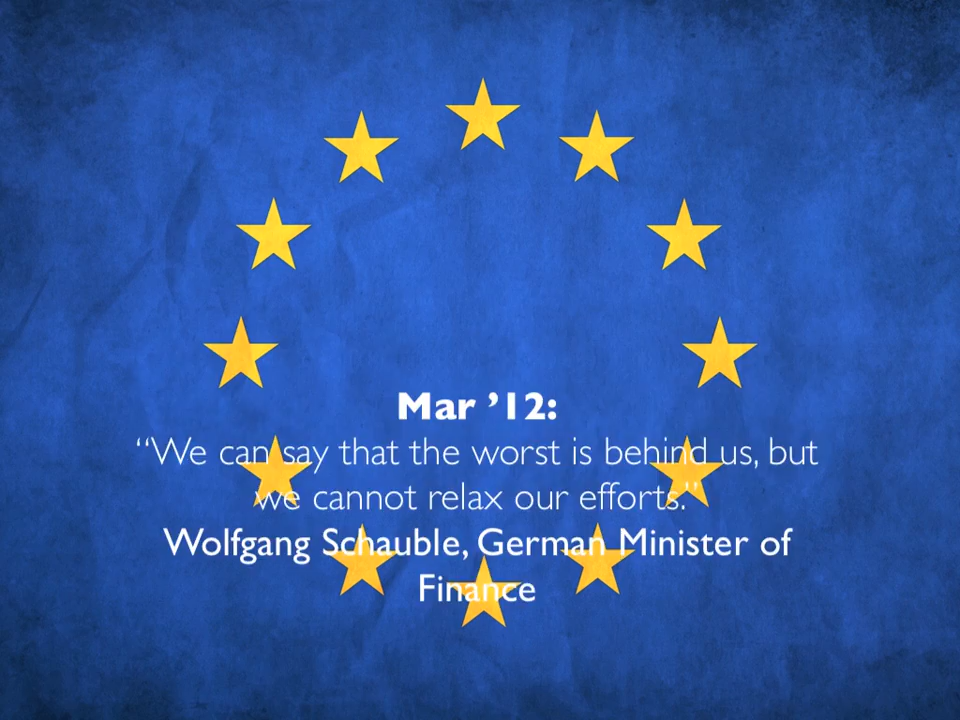 Mar ’12:
“We can say that the worst is behind us, but
we cannot relax our efforts.”
Wolfgang Schauble, German Minister of
Finance